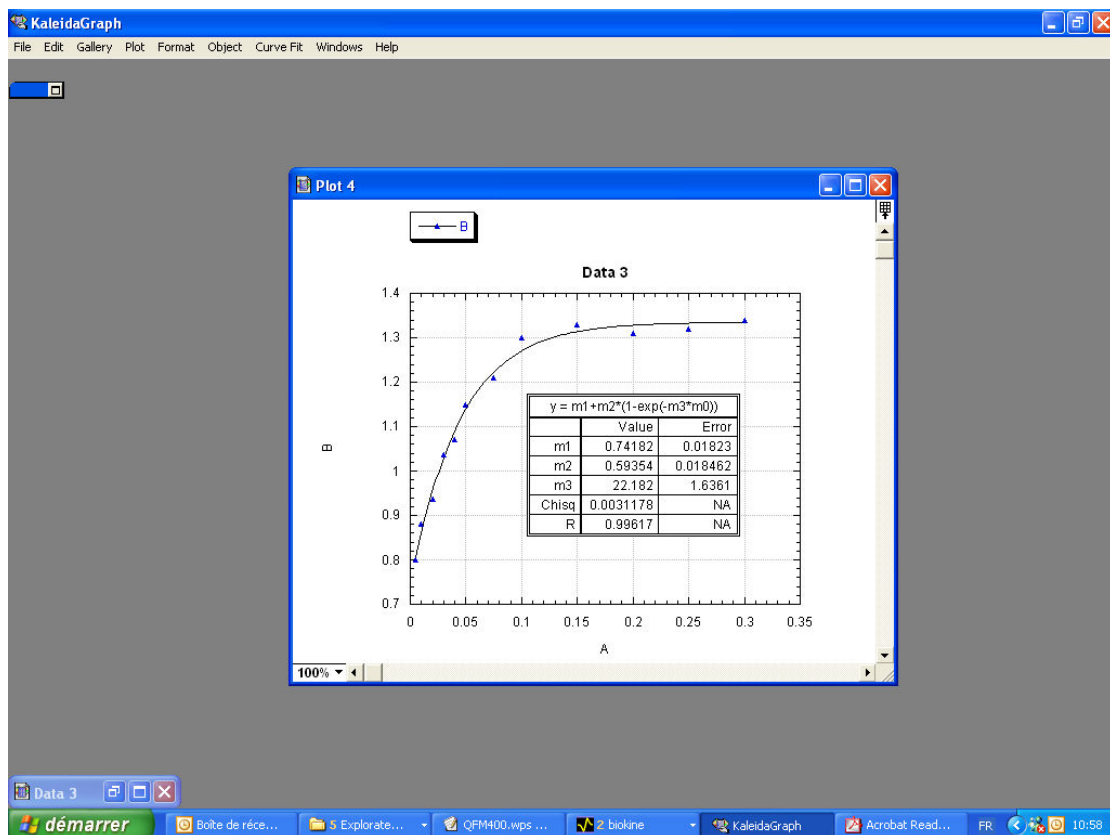 KaleidaGraph
File Edit Gallery Plot Format Object Curve Fit Windows Help
Plot 4
B
Data 3
1.4
1.3
1.2
1.1
1
0.9
0.8
0.7
B
y = m1+m2*(1-exp(-m3*m0))
Value Error
m1 0.74182 0.01823
m2 0.59354 0.018462
m3 22.182 1.6361
Chisq 0.0031178 NA
R 0.99617 NA
0 0.05 0.1 0.15 0.2 0.25 0.3 0.35
A
100%
Data 3
démarrer Boîte de réce... 5 Explorate... QFM400.wps ... 2 biokine KaleidaGraph Acrobat Read... FR 10:58